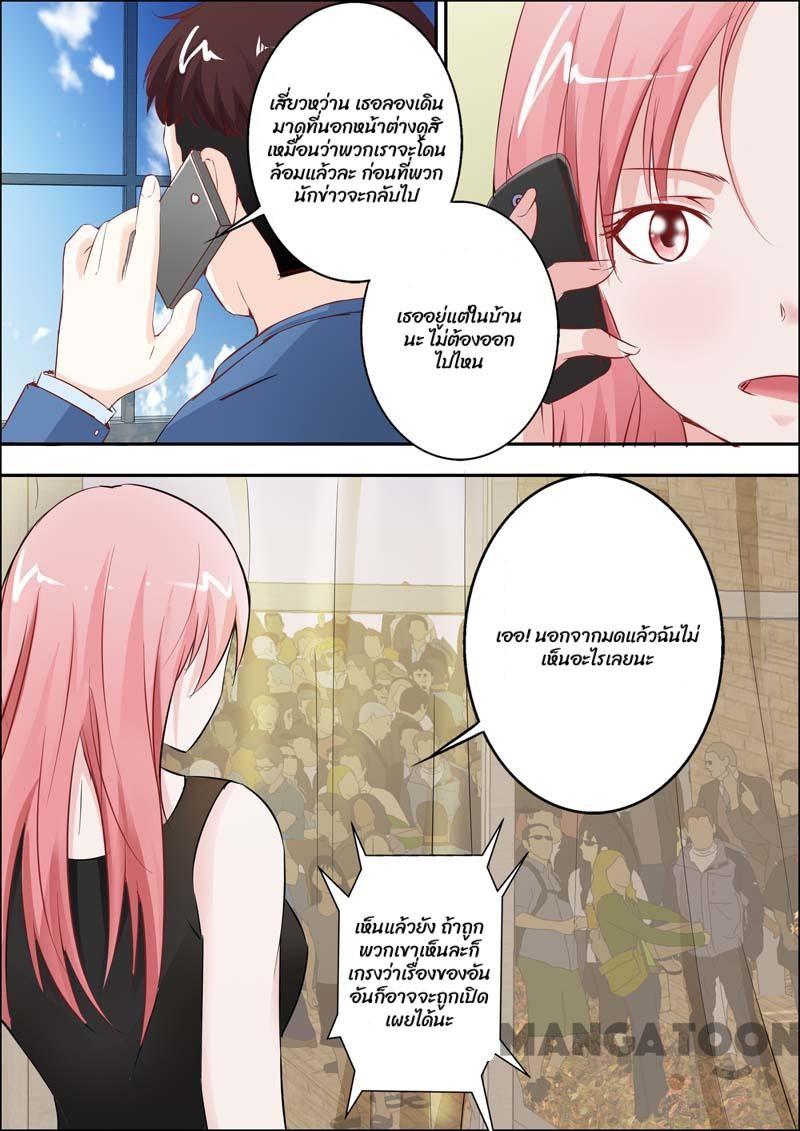 เสี่ยวหว่าน เธอลองเดิน
มาดูที่นอกหน้าต่างดูสิ
เหมือนว่าพวกเราจะโดน
ล้อมแล้วละ ก่อนที่พวก
นักข่าวจะกลับไป
เธออยู่แต่ในบ้าน
นะ ไม่ต้องออก
ไปไหน
เออ! นอกจากมดแล้วฉันไม่
เห็นอะไรเลยนะ
เห็นแล้วยัง ถ้าถูก
พวกเขาเห็นละก็
เกรงว่าเรื่องของอัน
อันก็อาจจะถูกเปิด
เผยได้นะ
MANGATOON